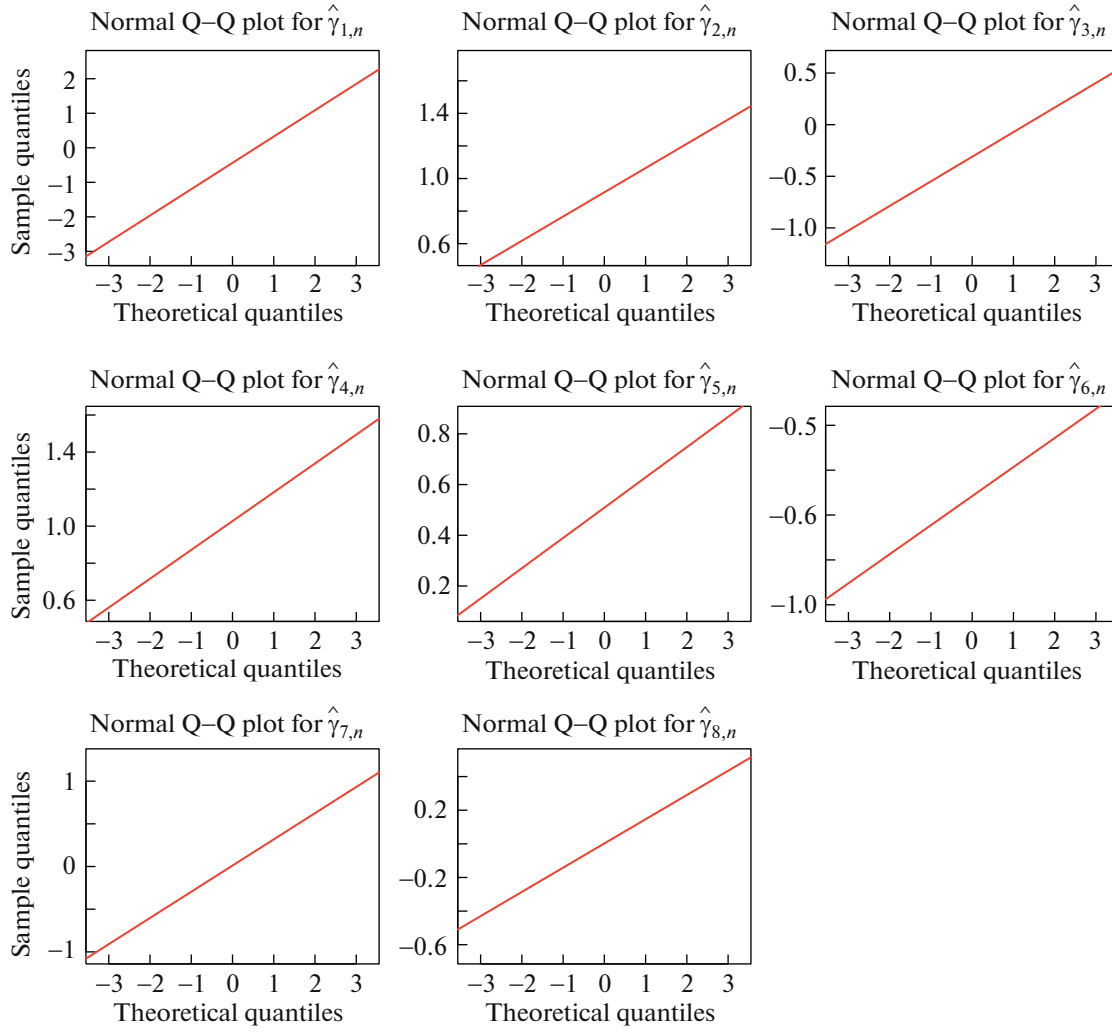 Normal Q–Q plot for γ̂1,n
Normal Q–Q plot for γ̂2,n
Normal Q–Q plot for γ̂3,n
Sample quantiles
2
1
0
−1
−2
−3
1.4
1.0
0.6
0.5
0
−0.5
−1.0
−3 −2 −1 0 1 2 3
−3 −2 −1 0 1 2 3
−3 −2 −1 0 1 2 3
Theoretical quantiles
Theoretical quantiles
Theoretical quantiles
Normal Q–Q plot for γ̂4,n
Normal Q–Q plot for γ̂5,n
Normal Q–Q plot for γ̂6,n
Sample quantiles
1.4
1.0
0.6
0.8
0.6
0.4
0.2
−0.5
−0.6
−1.0
−3 −2 −1 0 1 2 3
−3 −2 −1 0 1 2 3
−3 −2 −1 0 1 2 3
Theoretical quantiles
Theoretical quantiles
Theoretical quantiles
Normal Q–Q plot for γ̂7,n
Normal Q–Q plot for γ̂8,n
Sample quantiles
1
0
−1
0.2
−0.2
−0.6
−3 −2 −1 0 1 2 3
−3 −2 −1 0 1 2 3
Theoretical quantiles
Theoretical quantiles